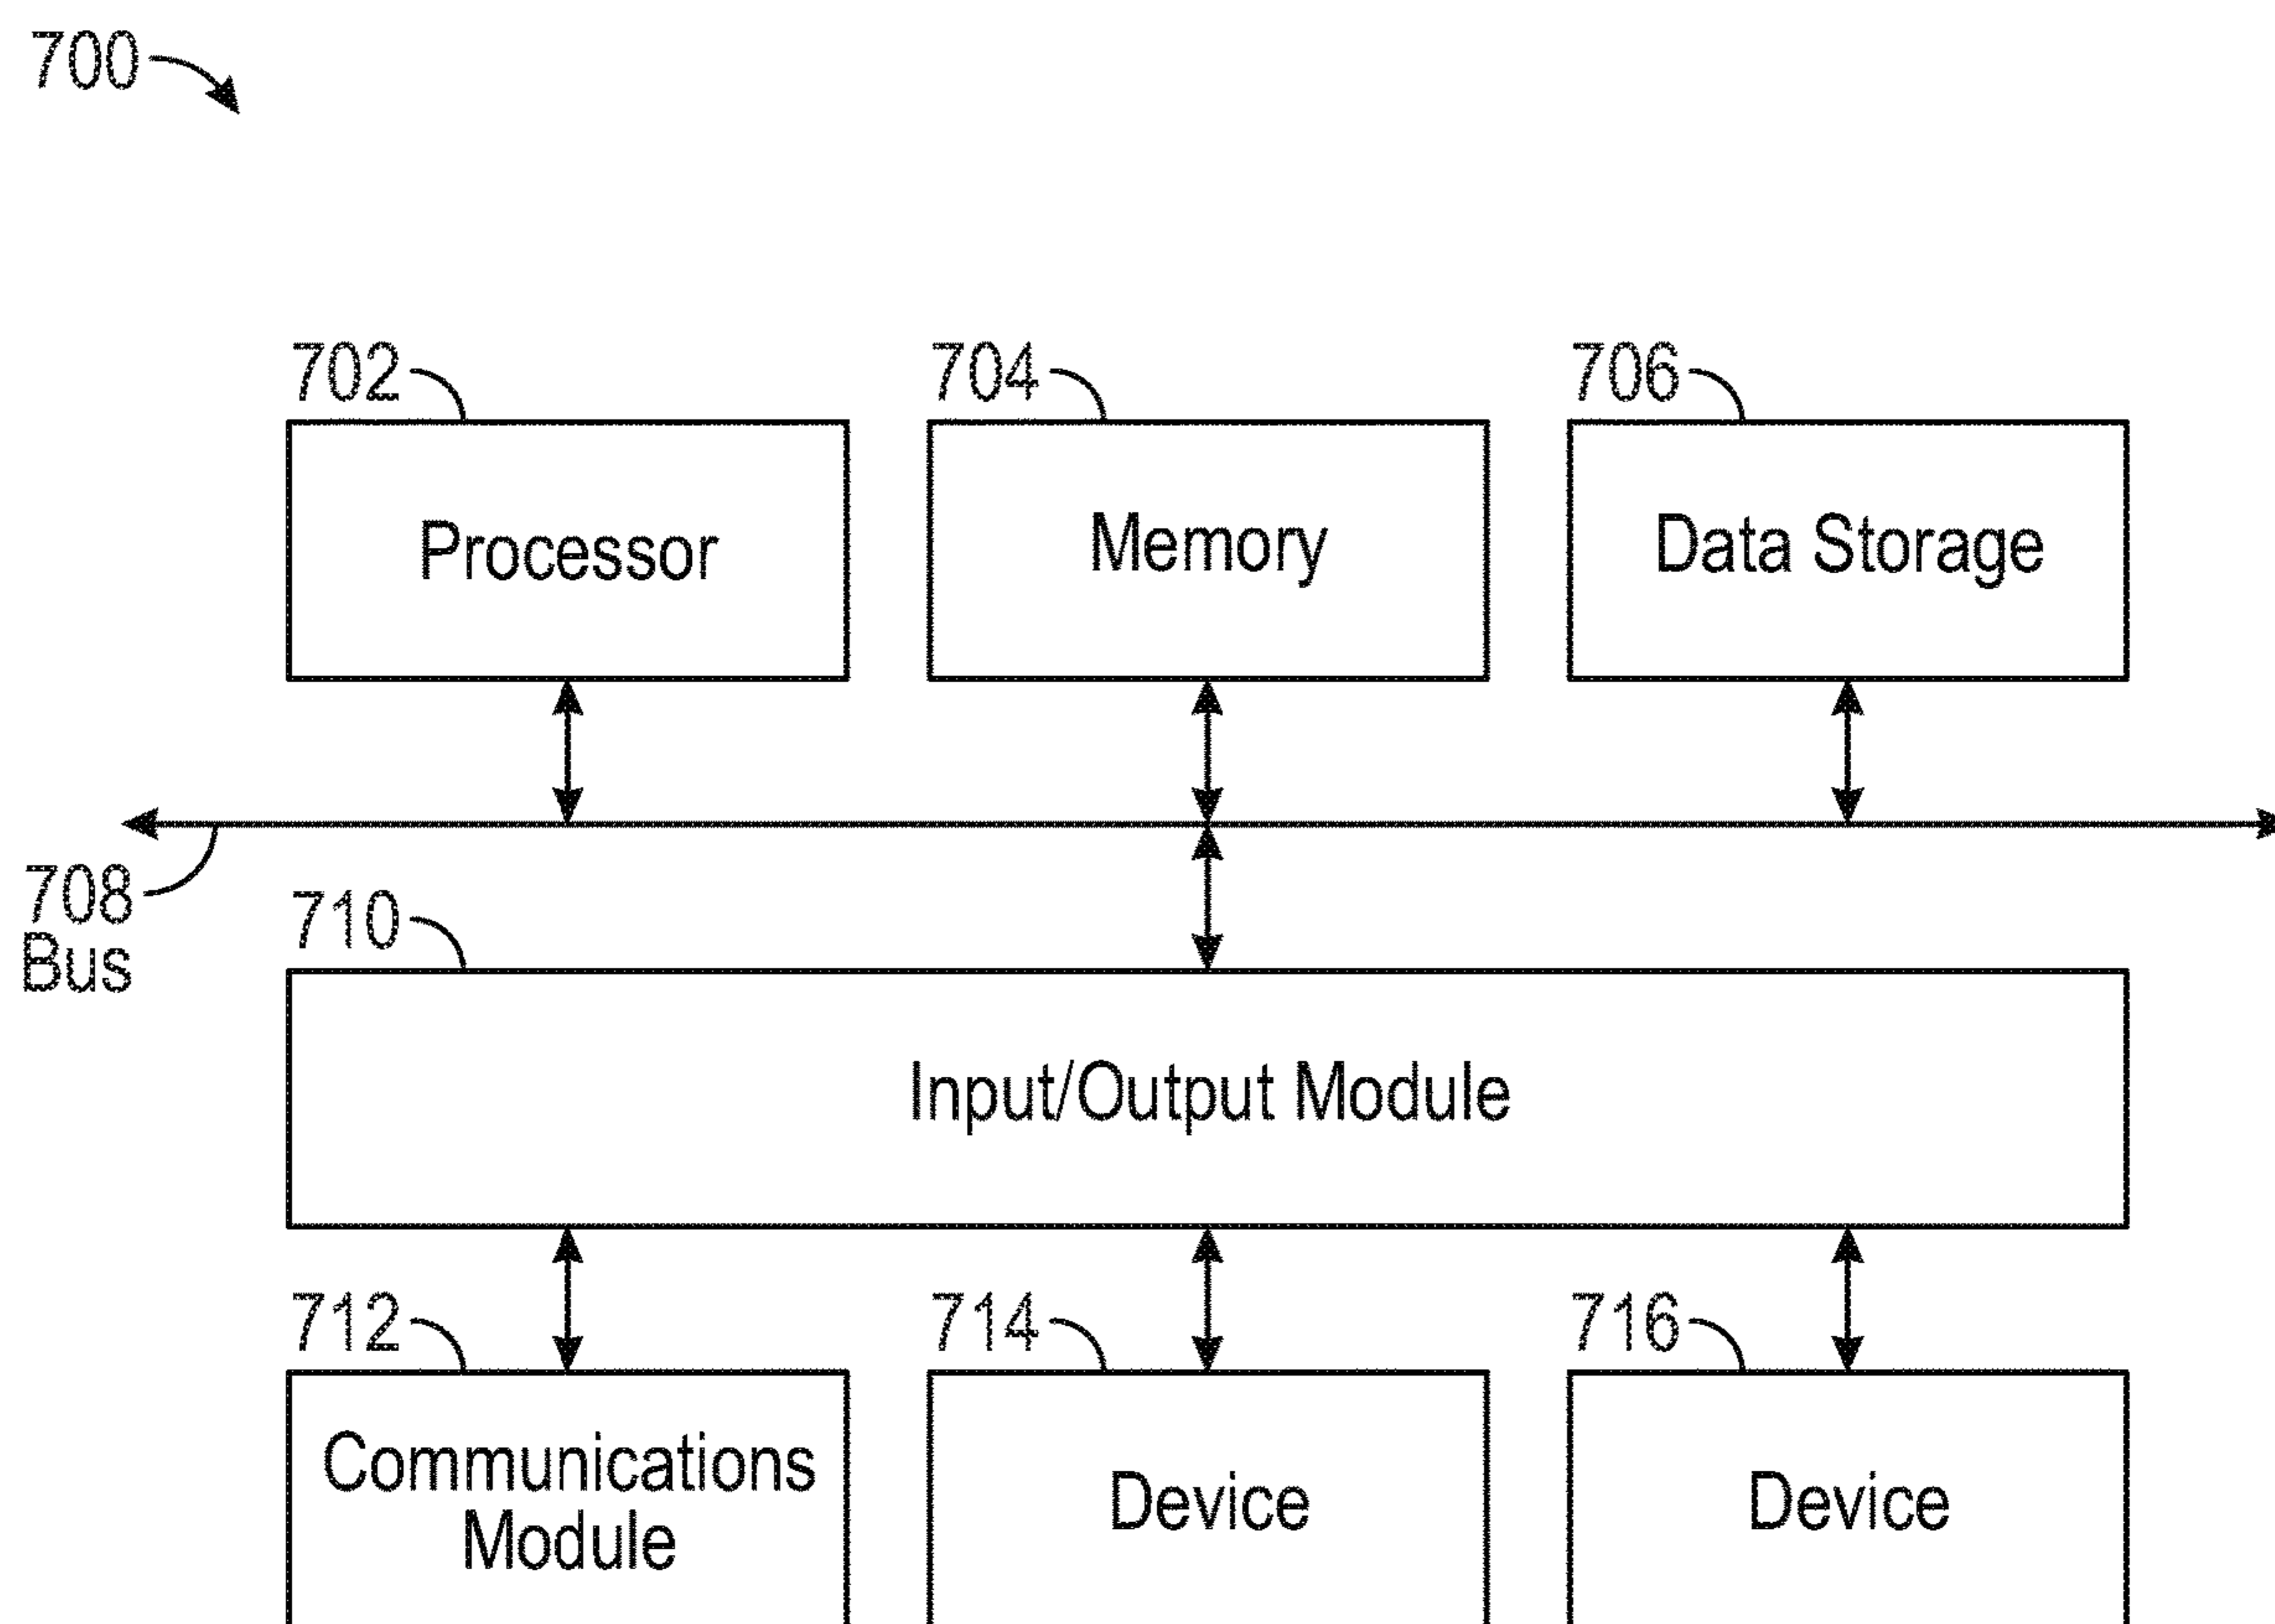 700
702
704
706
Processor
Memory
Data Storage
708
Bus
710
Input/Output Module
712
714
716
Communications
Module
Device
Device